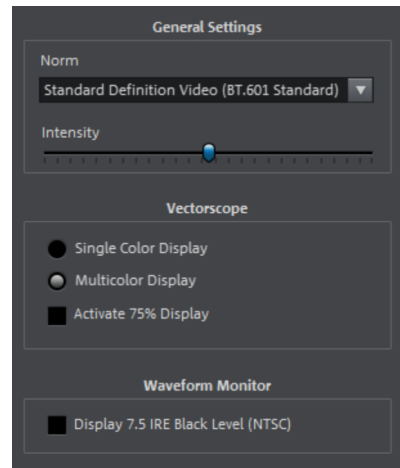 General Settings
Norm
Standard Definition Video (BT.601 Standard)
Intensity
Vectorscope
Single Color Display
Multicolor Display
Activate 75% Display
Waveform Monitor
Display 7.5 IRE Black Level (NTSC)